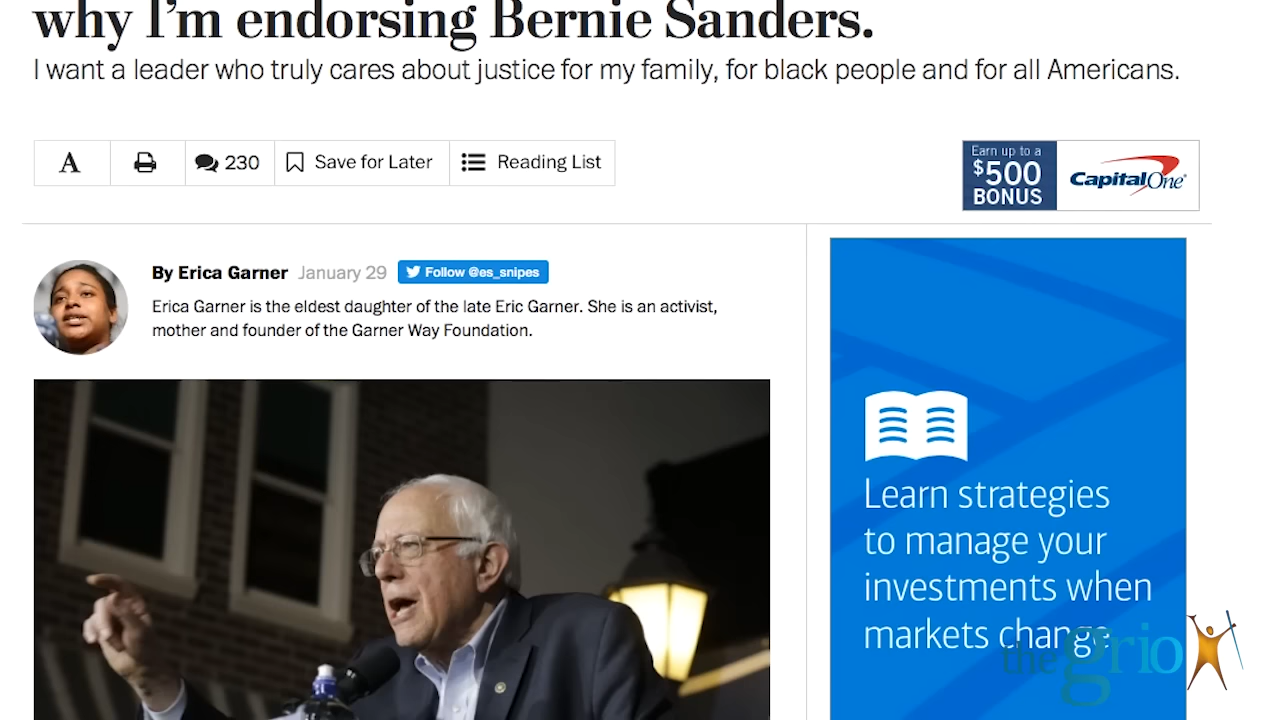 why I'm endorsing Bernie Sanders.
I want a leader who truly cares about justice for my family, for black people and for all Americans.
A
230
Save for Later
Reading List
Earn up to a
$500
BONUS
Capital One
By Erica Garner January 29 Follow @es_snipes
Erica Garner is the eldest daughter of the late Eric Garner. She is an activist,
mother and founder of the Garner Way Foundation.
Learn strategies
to manage your
investments when
markets change
thegrio